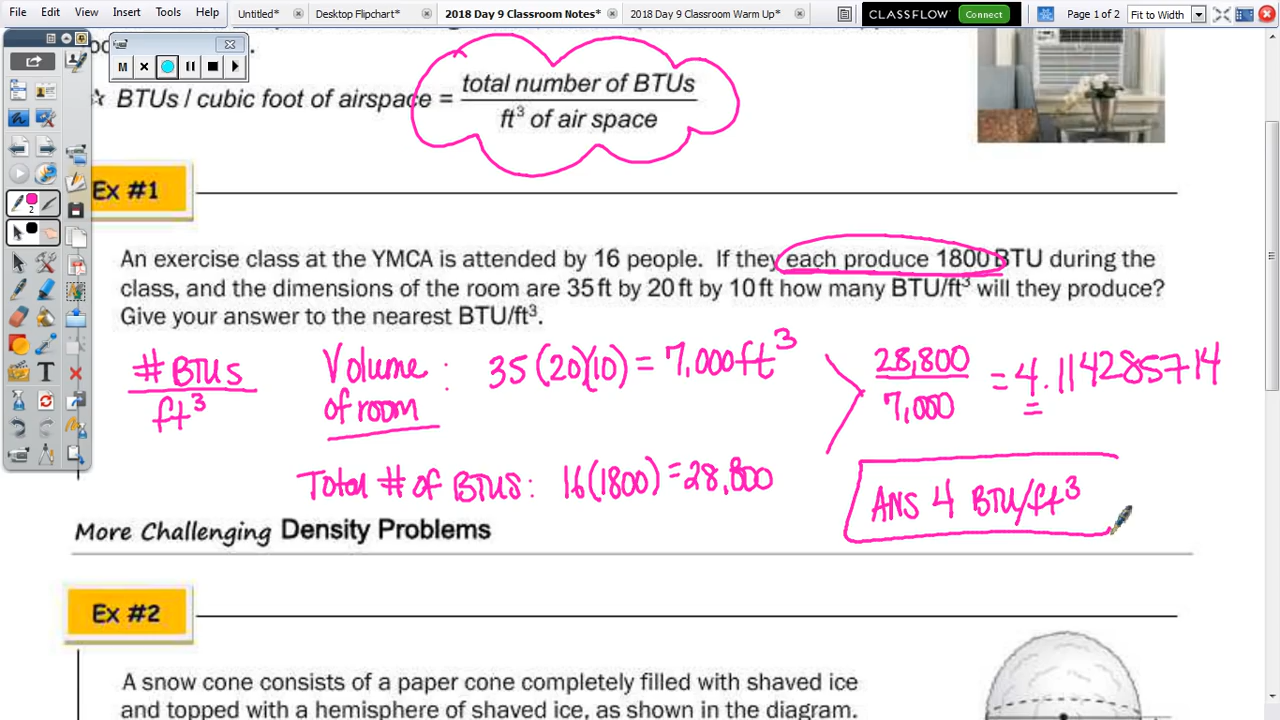 File Edit View Insert Tools Help
Untitled* Desktop Flipchart* 2018 Day 9 Classroom Notes* 2018 Day 9 Classroom Warm Up*
CLASSFLOW Connect Page 1 of 2 Fit to Width
M
2
T
☆ BTUs / cubic foot of airspace = total number of BTUs
ft³ of air space
Ex #1
An exercise class at the YMCA is attended by 16 people. If they each produce 1800 BTU during the
class, and the dimensions of the room are 35 ft by 20 ft by 10 ft how many BTU/ft³ will they produce?
Give your answer to the nearest BTU/ft³.
# BTUs
ft³
Volume
of room : 35 (20)(10) = 7,000 ft³
28,800
7,000
= 4.114285714
Total # of BTUS: 16(1800) = 28,800
ANS 4 BTU/ft³
More Challenging Density Problems
Ex #2
A snow cone consists of a paper cone completely filled with shaved ice
and topped with a hemisphere of shaved ice, as shown in the diagram.